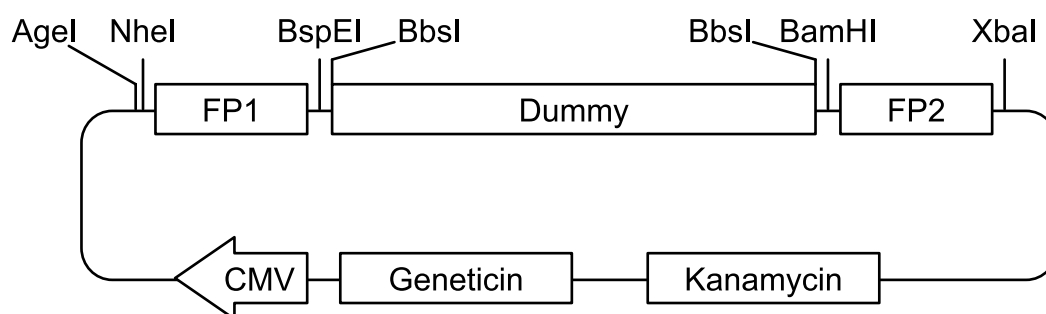 AgeI NheI BspEI BbsI BbsI BamHI XbaI
FP1 Dummy FP2
CMV Geneticin Kanamycin